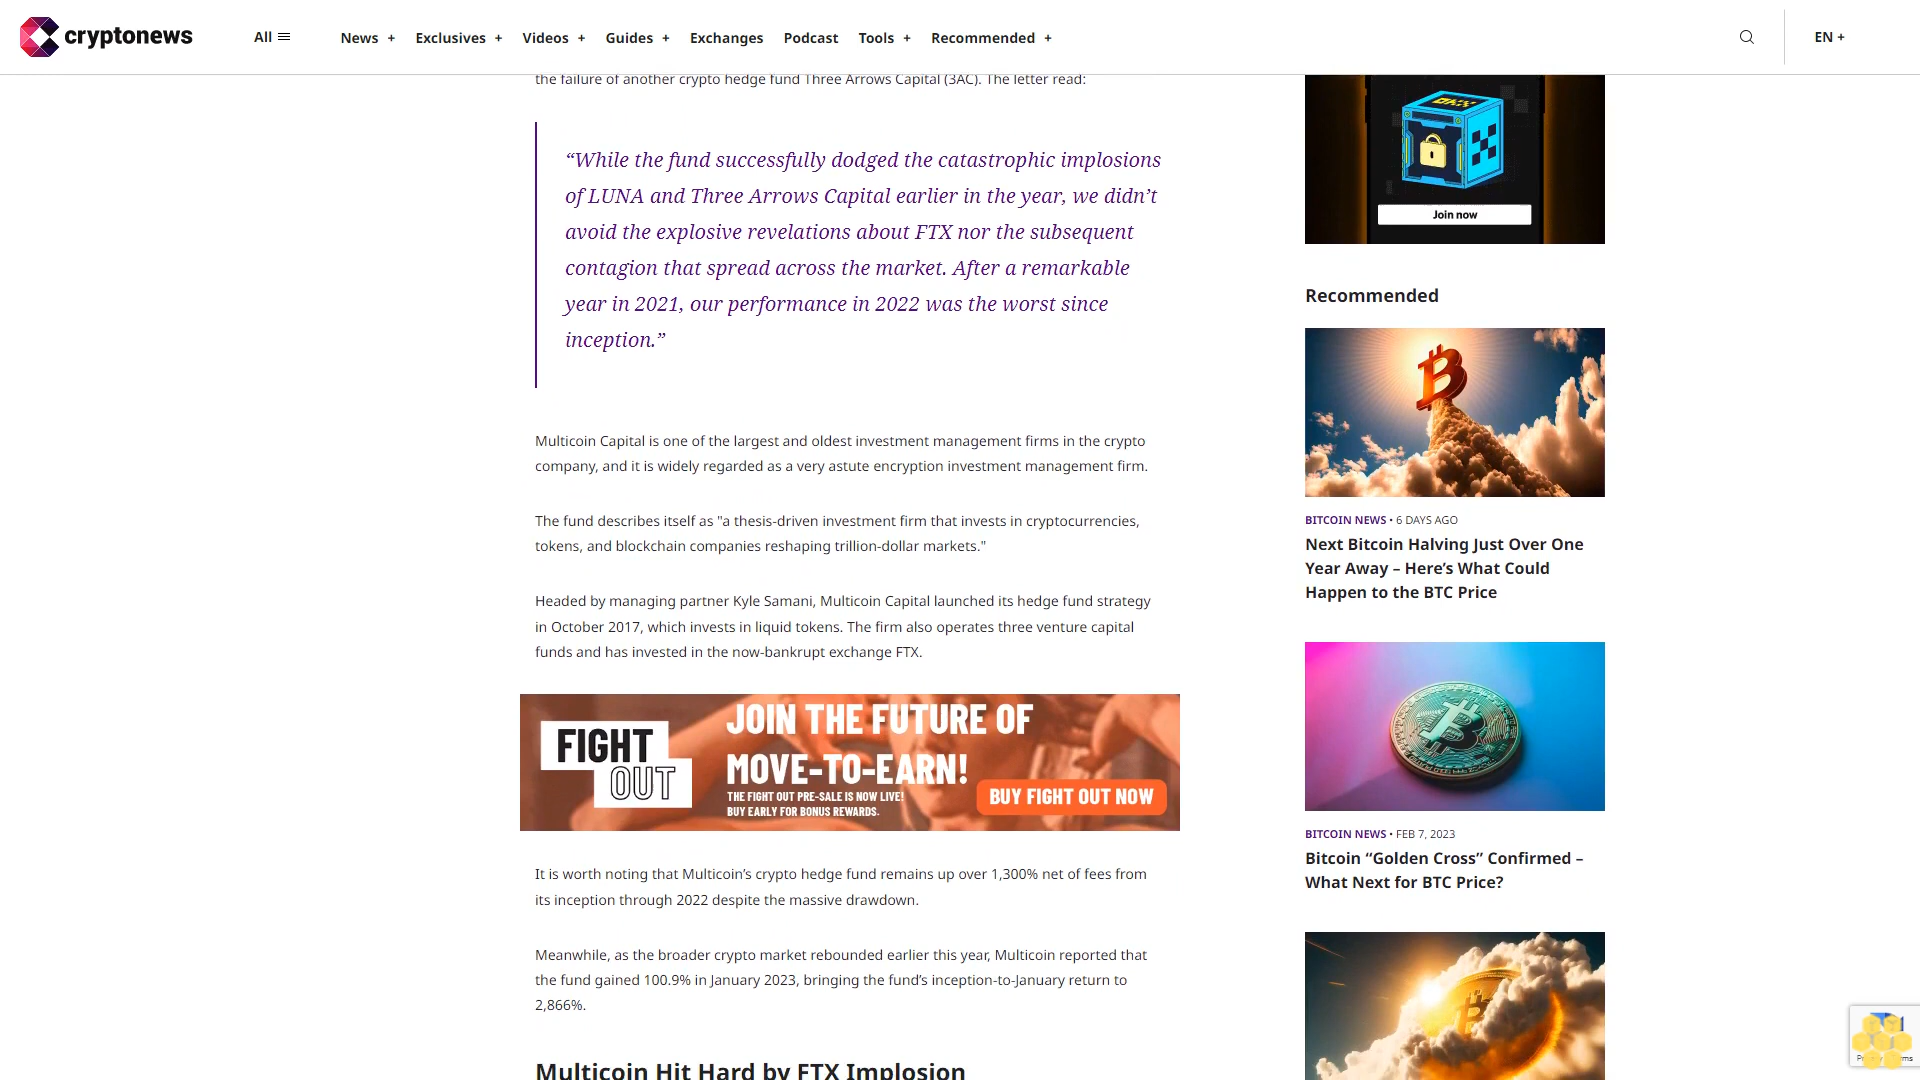 cryptonews
All
News +
Exclusives +
Videos +
Guides +
Exchanges
Podcast
Tools +
Recommended +
EN +
the failure of another crypto hedge fund Three Arrows Capital (3AC). The letter read:
“While the fund successfully dodged the catastrophic implosions
of LUNA and Three Arrows Capital earlier in the year, we didn’t
avoid the explosive revelations about FTX nor the subsequent
contagion that spread across the market. After a remarkable
year in 2021, our performance in 2022 was the worst since
inception.”
Multicoin Capital is one of the largest and oldest investment management firms in the crypto
company, and it is widely regarded as a very astute encryption investment management firm.
The fund describes itself as "a thesis-driven investment firm that invests in cryptocurrencies,
tokens, and blockchain companies reshaping trillion-dollar markets."
Headed by managing partner Kyle Samani, Multicoin Capital launched its hedge fund strategy
in October 2017, which invests in liquid tokens. The firm also operates three venture capital
funds and has invested in the now-bankrupt exchange FTX.
FIGHT
OUT
JOIN THE FUTURE OF
MOVE-TO-EARN!
THE FIGHT OUT PRE-SALE IS NOW LIVE!
BUY EARLY FOR BONUS REWARDS.
BUY FIGHT OUT NOW
It is worth noting that Multicoin’s crypto hedge fund remains up over 1,300% net of fees from
its inception through 2022 despite the massive drawdown.
Meanwhile, as the broader crypto market rebounded earlier this year, Multicoin reported that
the fund gained 100.9% in January 2023, bringing the fund’s inception-to-January return to
2,866%.
Multicoin Hit Hard by FTX Implosion
Join now
Recommended
BITCOIN NEWS • 6 DAYS AGO
Next Bitcoin Halving Just Over One
Year Away – Here’s What Could
Happen to the BTC Price
BITCOIN NEWS • FEB 7, 2023
Bitcoin “Golden Cross” Confirmed –
What Next for BTC Price?